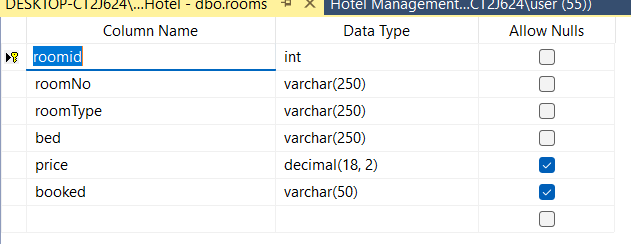 DESKTOP-CT2J624\...Hotel - dbo.rooms Hotel Management...CT2J624\user (55))
Column Name Data Type Allow Nulls
roomid int
roomNo varchar(250)
roomType varchar(250)
bed varchar(250)
price decimal(18, 2)
booked varchar(50)